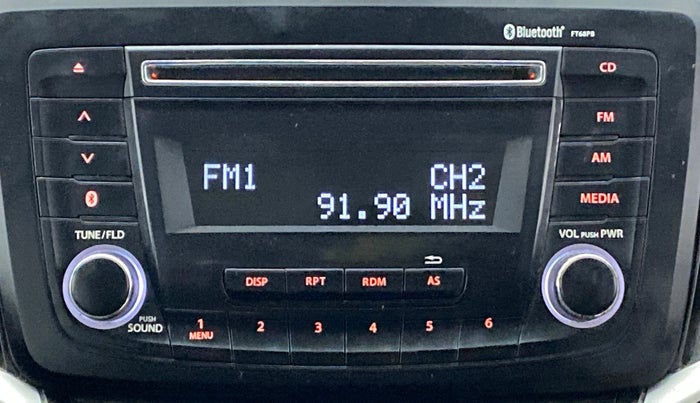 Bluetooth® FT68PB
CD
FM
AM
MEDIA
FM1 CH2
91.90 MHz
TUNE/FLD
VOL PUSH PWR
DISP RPT RDM AS
PUSH
SOUND
1 2 3 4 5 6
MENU